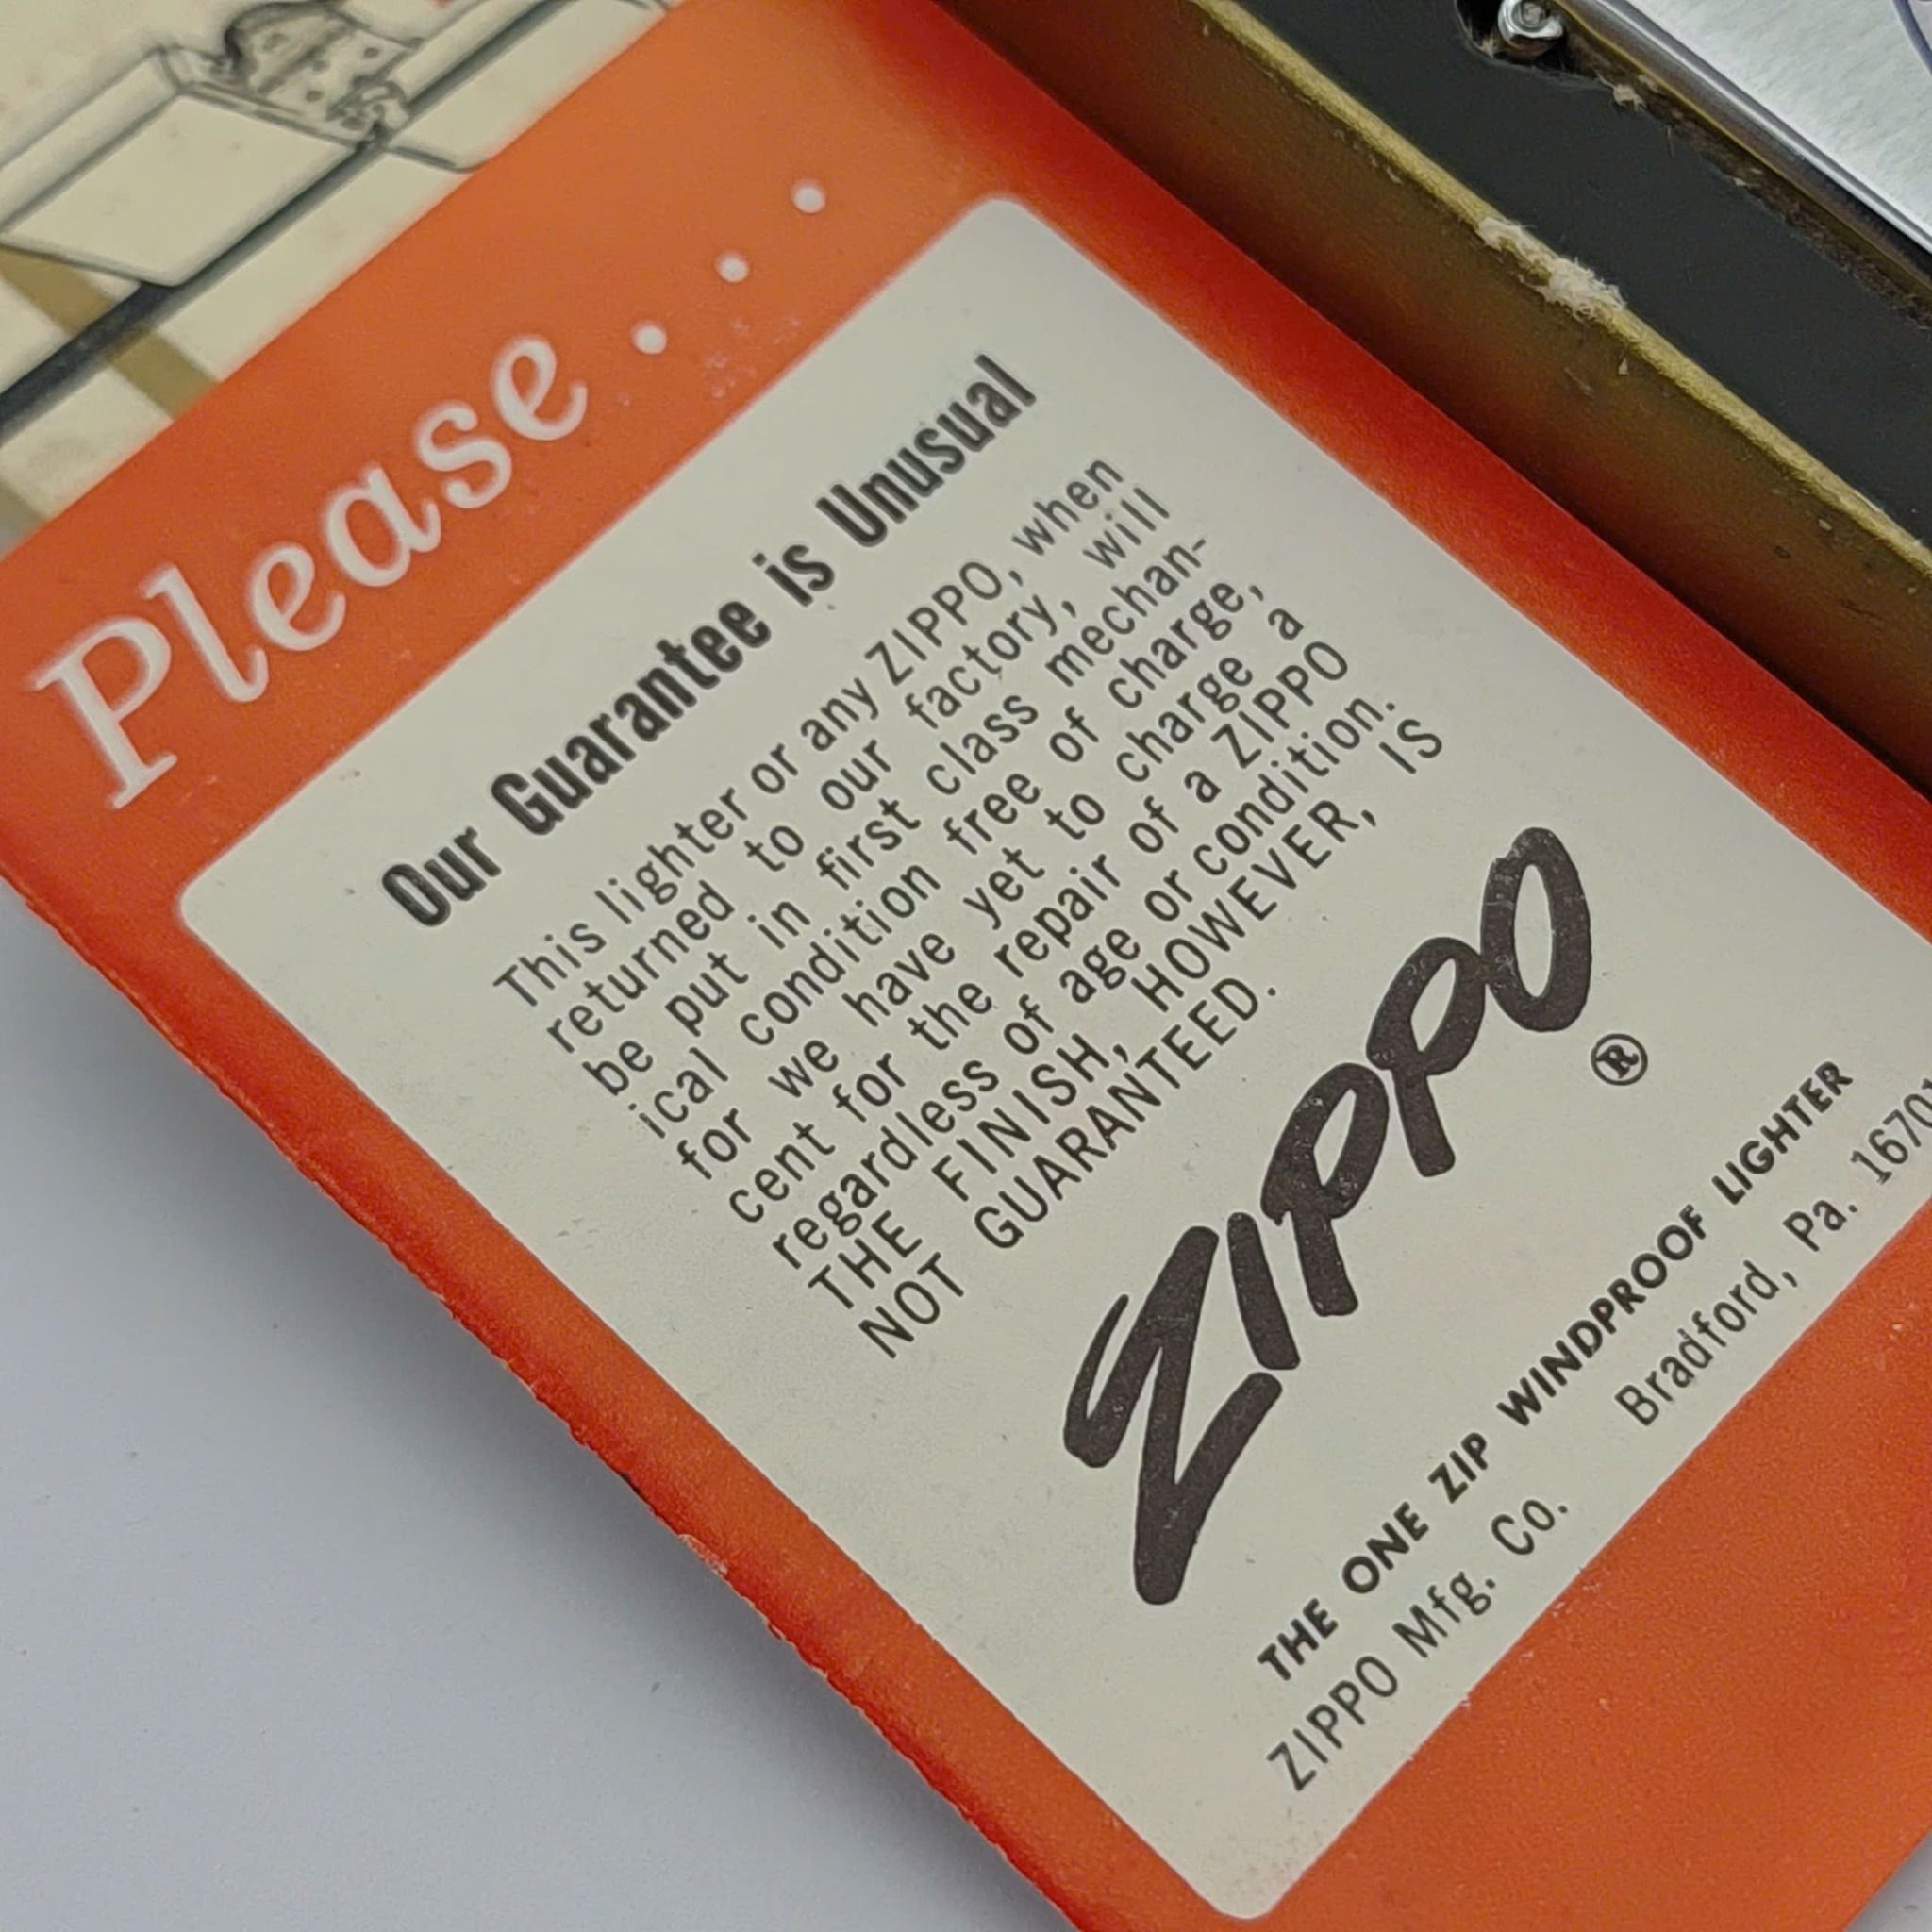 Please...
Our Guarantee is Unusual
This lighter or any ZIPPO, when
returned to our factory, will
be put in first class mechan-
ical condition free of charge,
for we have yet to charge a
cent for the repair of a ZIPPO
regardless of age or condition.
THE FINISH, HOWEVER, IS
NOT GUARANTEED.
ZIPPO®
THE ONE ZIP WINDPROOF LIGHTER
ZIPPO Mfg. Co. Bradford, Pa. 16701